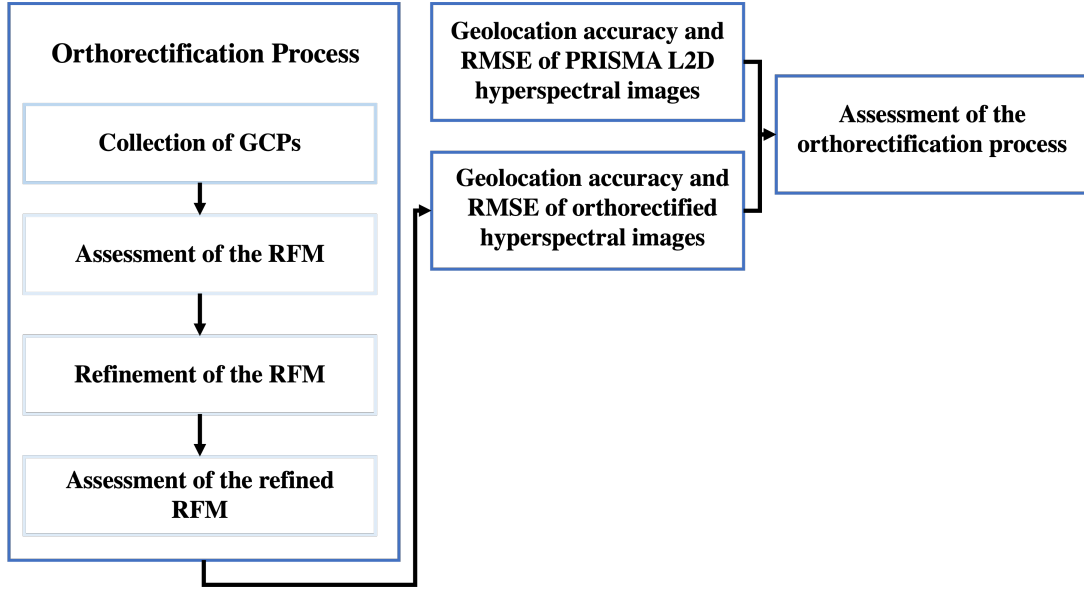 Orthorectification Process
Collection of GCPs
Assessment of the RFM
Refinement of the RFM
Assessment of the refined
RFM
Geolocation accuracy and
RMSE of PRISMA L2D
hyperspectral images
Geolocation accuracy and
RMSE of orthorectified
hyperspectral images
Assessment of the
orthorectification process